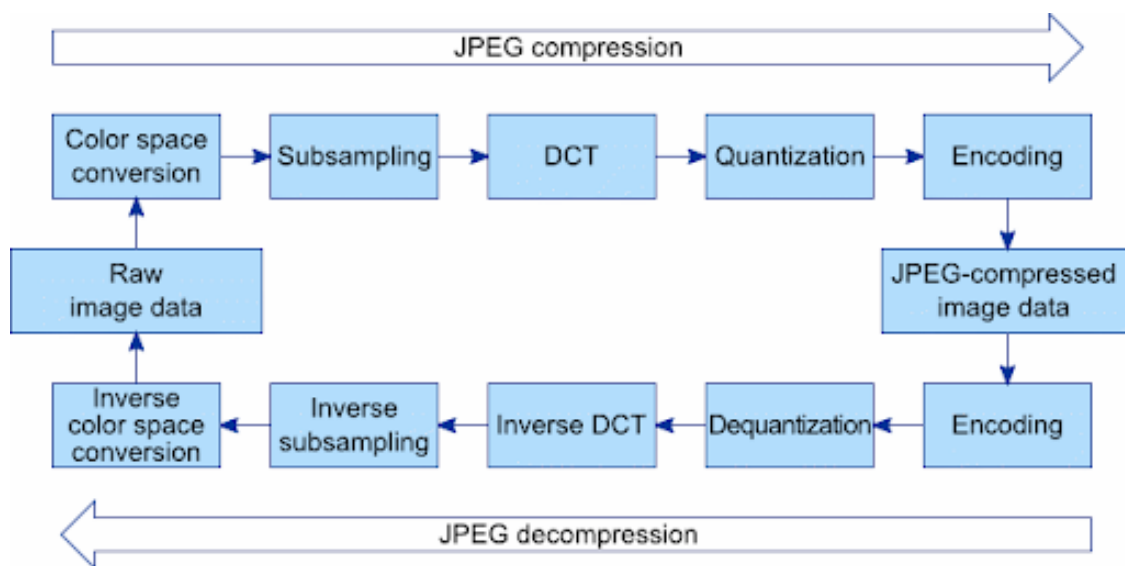 JPEG compression
Color space
conversion
Subsampling
DCT
Quantization
Encoding
Raw
image data
JPEG-compressed
image data
Inverse
color space
conversion
Inverse
subsampling
Inverse DCT
Dequantization
Encoding
JPEG decompression